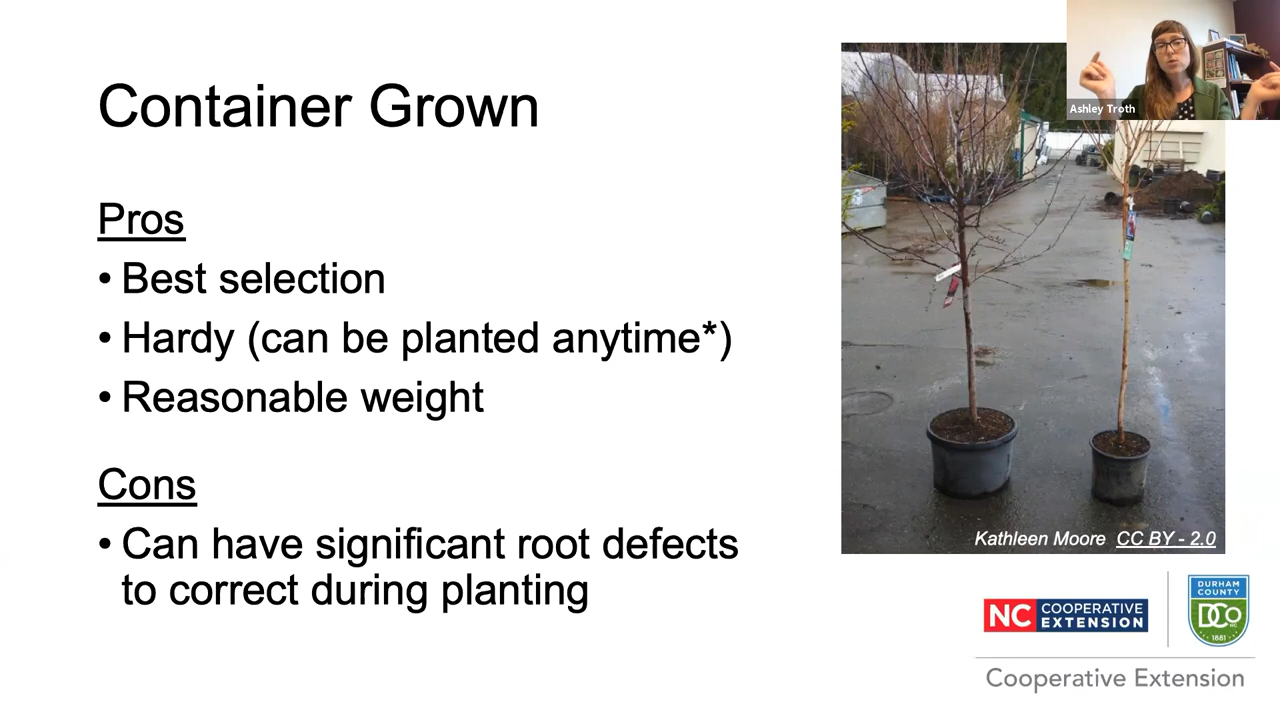 Ashley Troth
Container Grown
Pros
• Best selection
• Hardy (can be planted anytime*)
• Reasonable weight
Cons
• Can have significant root defects
to correct during planting
Kathleen Moore CC BY - 2.0
NC COOPERATIVE
EXTENSION
DURHAM
COUNTY
DCo
NC
1881
Cooperative Extension